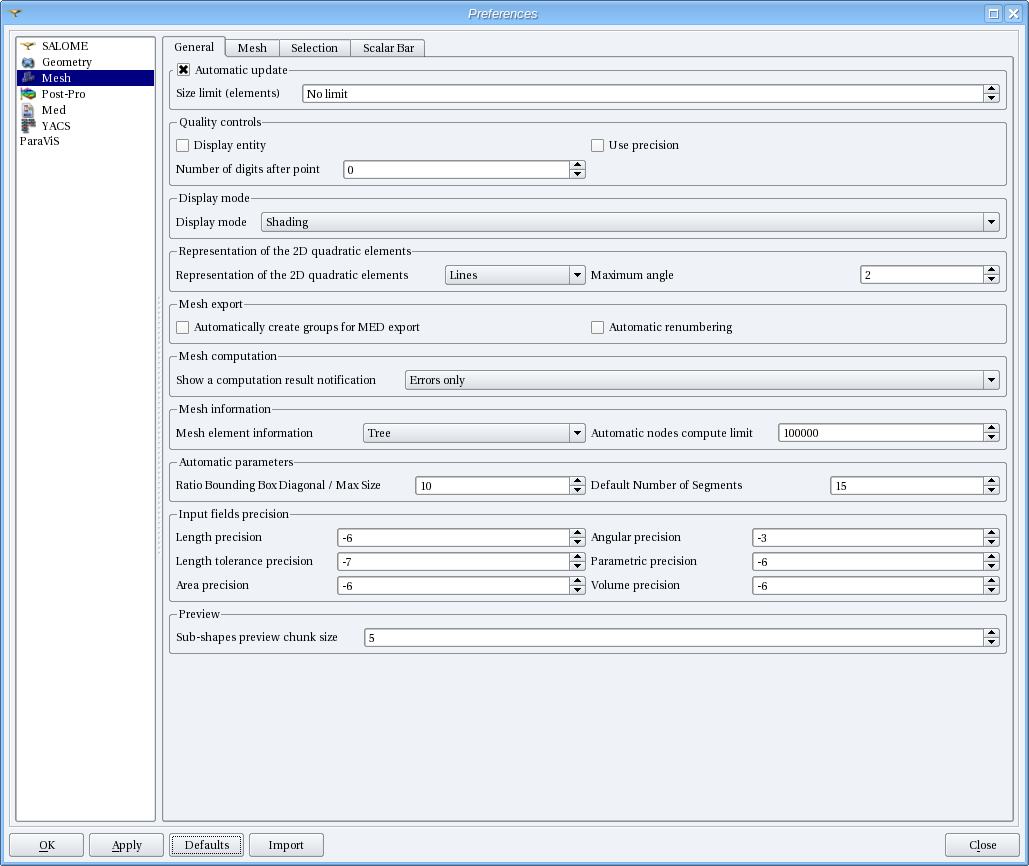 Preferences
SALOME
Geometry
Mesh
Post-Pro
Med
YACS
ParaViS
General Mesh Selection Scalar Bar
Automatic update
Size limit (elements) No limit
Quality controls
Display entity Use precision
Number of digits after point 0
Display mode
Display mode Shading
Representation of the 2D quadratic elements
Representation of the 2D quadratic elements Lines Maximum angle 2
Mesh export
Automatically create groups for MED export Automatic renumbering
Mesh computation
Show a computation result notification Errors only
Mesh information
Mesh element information Tree Automatic nodes compute limit 100000
Automatic parameters
Ratio Bounding Box Diagonal / Max Size 10 Default Number of Segments 15
Input fields precision
Length precision -6 Angular precision -3
Length tolerance precision -7 Parametric precision -6
Area precision -6 Volume precision -6
Preview
Sub-shapes preview chunk size 5
OK Apply Defaults Import Close